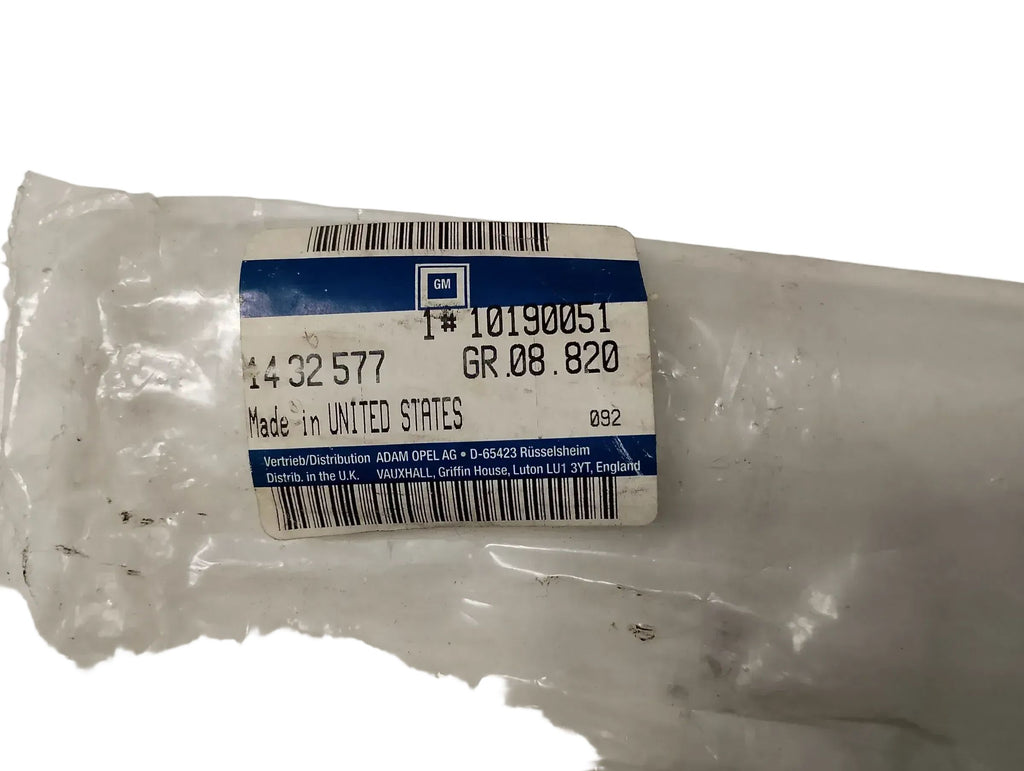 GM
1# 10190051
14 32 577 GR.08.820
Made in UNITED STATES 092
Vertrieb/Distribution ADAM OPEL AG • D-65423 Rüsselsheim
Distrib. in the U.K. VAUXHALL, Griffin House, Luton LU1 3YT, England